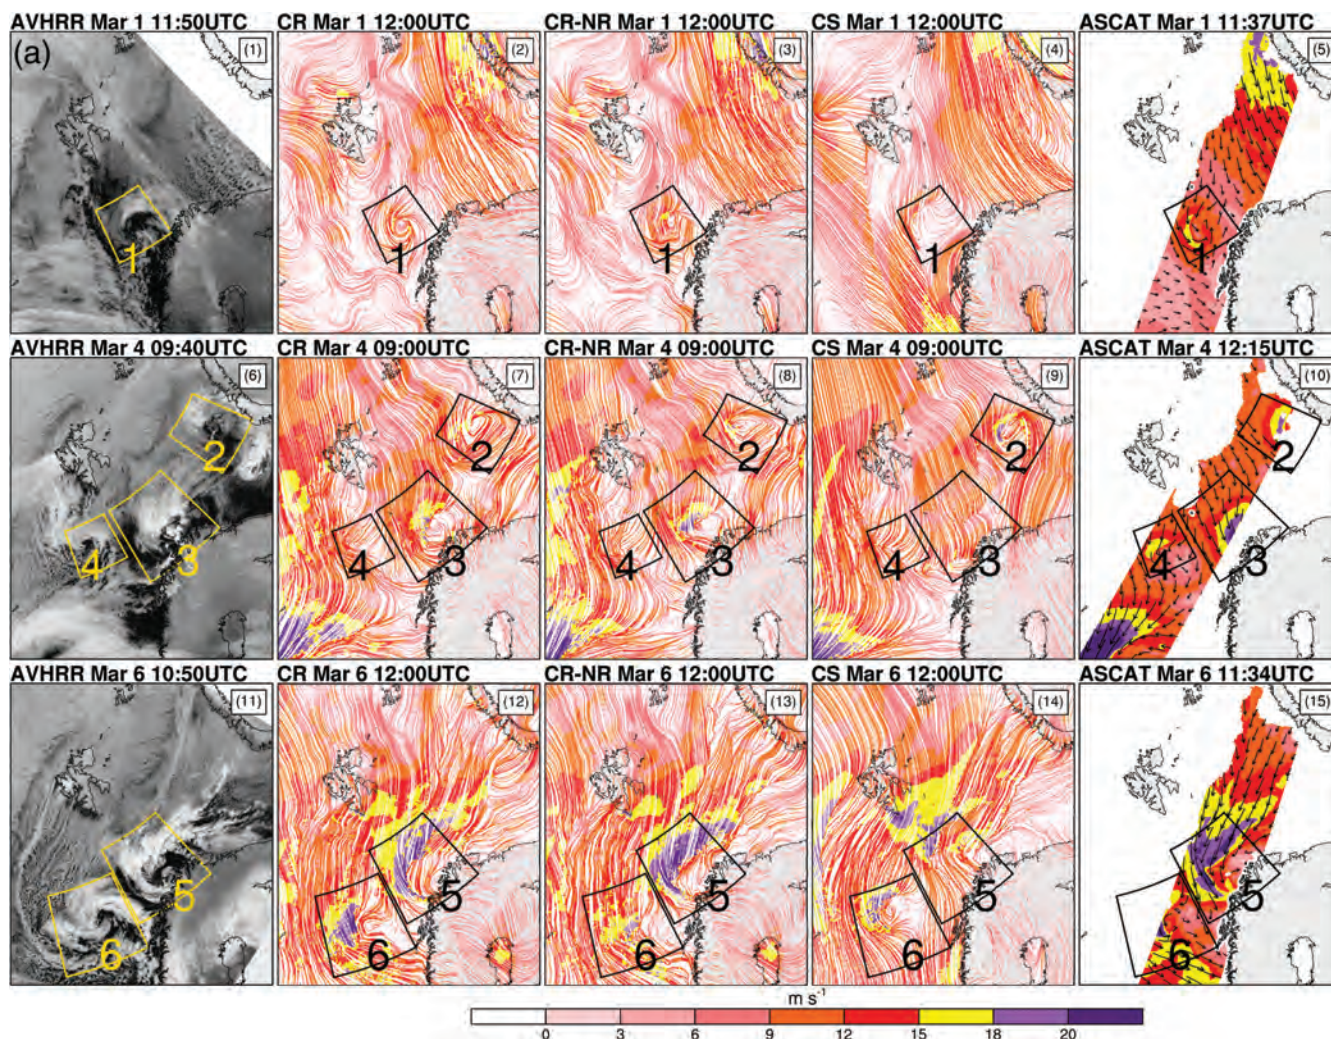 AVHRR Mar 1 11:50UTC CR Mar 1 12:00UTC CR-NR Mar 1 12:00UTC CS Mar 1 12:00UTC ASCAT Mar 1 11:37UTC
(a) (1) (2) (3) (4) (5)
1 1 1 1 1
AVHRR Mar 4 09:40UTC CR Mar 4 09:00UTC CR-NR Mar 4 09:00UTC CS Mar 4 09:00UTC ASCAT Mar 4 12:15UTC
(6) (7) (8) (9) (10)
2 2 2 2 2
4 3 4 3 4 3 4 3 4 3
AVHRR Mar 6 10:50UTC CR Mar 6 12:00UTC CR-NR Mar 6 12:00UTC CS Mar 6 12:00UTC ASCAT Mar 6 11:34UTC
(11) (12) (13) (14) (15)
5 5 5 5 5
6 6 6 6 6
m s⁻¹
0 3 6 9 12 15 18 20